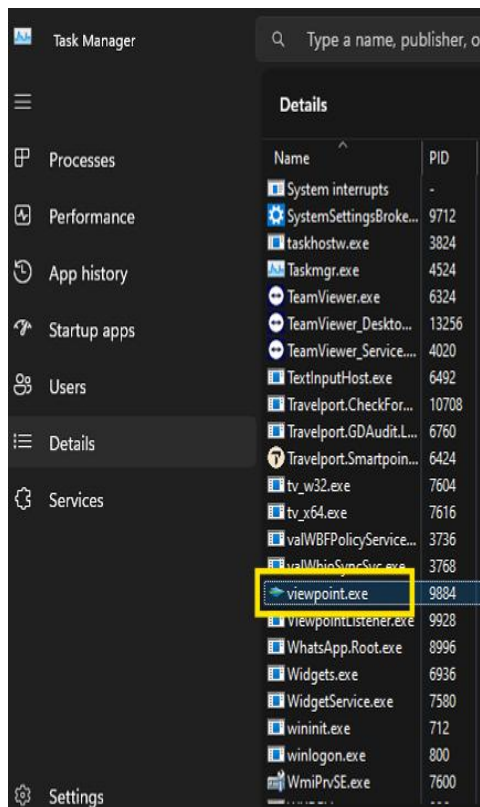 Task Manager
Type a name, publisher, o
Details
Processes
Performance
App history
Startup apps
Users
Details
Services
Settings
Name PID
System interrupts -
SystemSettingsBroke... 9712
taskhostw.exe 3824
Taskmgr.exe 4524
TeamViewer.exe 6324
TeamViewer_Deskto... 13256
TeamViewer_Service.... 4020
TextInputHost.exe 6492
Travelport.CheckFor... 10708
Travelport.GDAudit.L... 6760
Travelport.Smartpoin... 6424
tv_w32.exe 7604
tv_x64.exe 7616
valWBFPolicyService... 3736
valWbioSyncSvc.exe 3768
viewpoint.exe 9884
ViewpointListener.exe 9928
WhatsApp.Root.exe 8996
Widgets.exe 6936
WidgetService.exe 7580
wininit.exe 712
winlogon.exe 800
WmiPrvSE.exe 7600